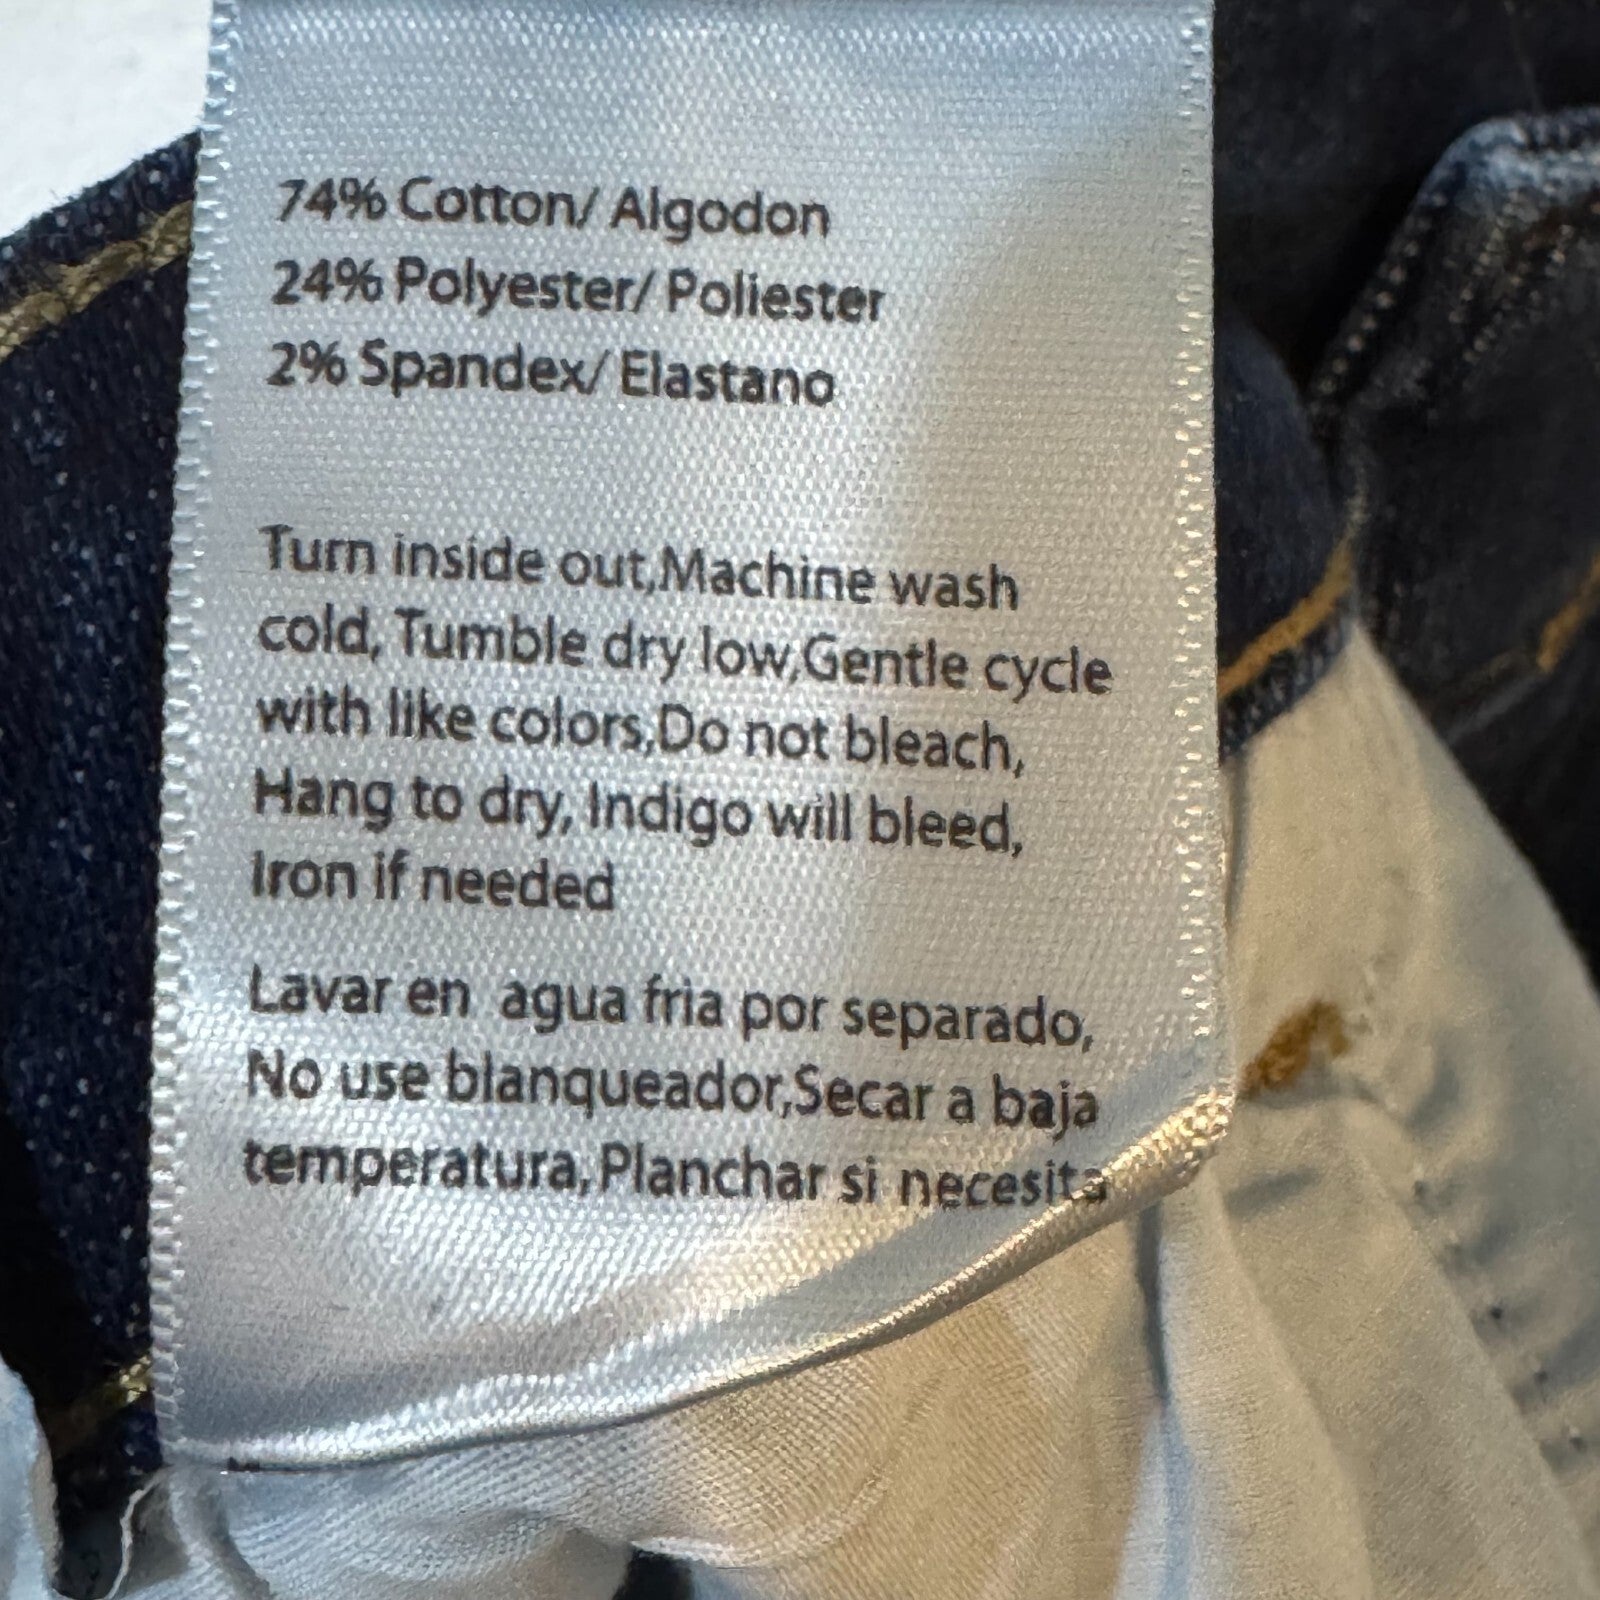 74% Cotton/ Algodon
24% Polyester/ Poliester
2% Spandex/ Elastano
Turn inside out,Machine wash
cold, Tumble dry low,Gentle cycle
with like colors,Do not bleach,
Hang to dry, Indigo will bleed,
Iron if needed
Lavar en agua fria por separado,
No use blanqueador,Secar a baja
temperatura,Planchar si necesita